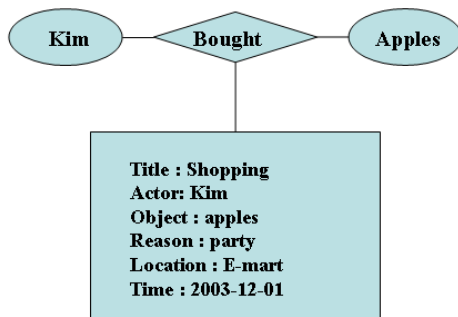 Kim
Bought
Apples
Title : Shopping
Actor: Kim
Object : apples
Reason : party
Location : E-mart
Time : 2003-12-01